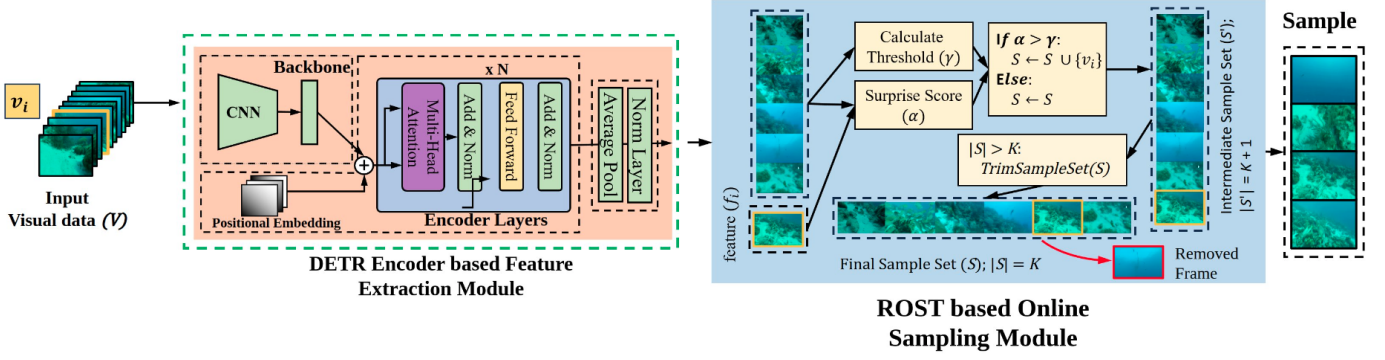 v_i
Input
Visual data (V)
Backbone
CNN
Positional Embedding
x N
Multi-Head
Attention
Add & Norm
Feed Forward
Add & Norm
Encoder Layers
Average Pool
Norm Layer
DETR Encoder based Feature
Extraction Module
feature (f_i)
Calculate
Threshold (γ)
Surprise Score
(α)
If α > γ:
S ← S ∪ {v_i}
Else:
S ← S
|S| > K:
TrimSampleSet(S)
Final Sample Set (S); |S| = K
Removed
Frame
Intermediate Sample Set (S′);
|S′| = K + 1
ROST based Online
Sampling Module
Sample